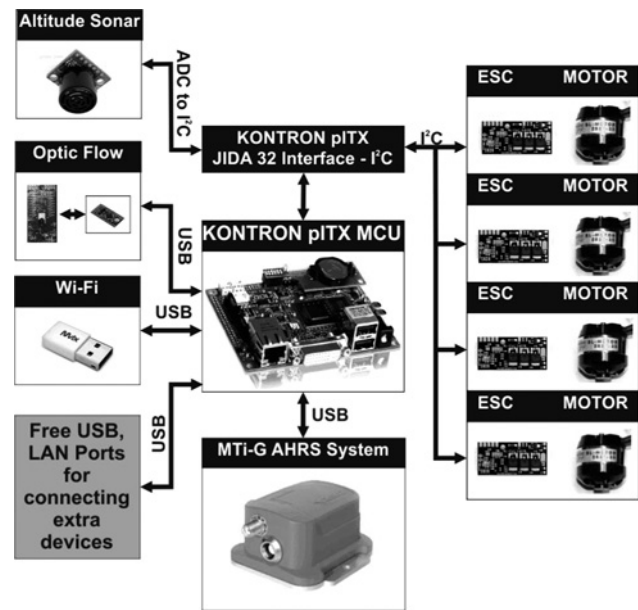 Altitude Sonar
ADC to I²C
Optic Flow
USB
Wi-Fi
USB
Free USB,
LAN Ports
for
connecting
extra
devices
USB
KONTRON pITX
JIDA 32 Interface - I²C
KONTRON pITX MCU
USB
MTi-G AHRS System
I²C
ESC MOTOR
ESC MOTOR
ESC MOTOR
ESC MOTOR